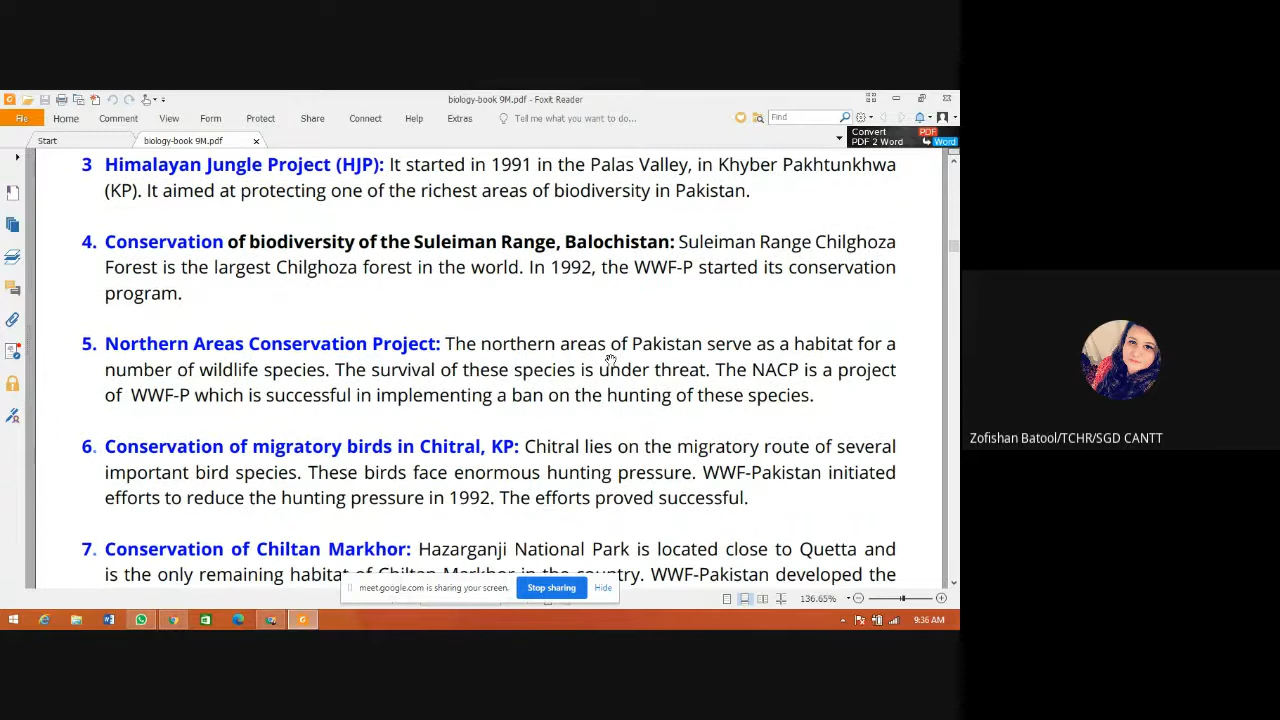 biology-book 9M.pdf - Foxit Reader
File Home Comment View Form Protect Share Connect Help Extras Tell me what you want to do... Find
Start biology-book 9M.pdf
Convert PDF
PDF 2 Word Word
3 Himalayan Jungle Project (HJP): It started in 1991 in the Palas Valley, in Khyber Pakhtunkhwa
(KP). It aimed at protecting one of the richest areas of biodiversity in Pakistan.
4. Conservation of biodiversity of the Suleiman Range, Balochistan: Suleiman Range Chilghoza
Forest is the largest Chilghoza forest in the world. In 1992, the WWF-P started its conservation
program.
5. Northern Areas Conservation Project: The northern areas of Pakistan serve as a habitat for a
number of wildlife species. The survival of these species is under threat. The NACP is a project
of WWF-P which is successful in implementing a ban on the hunting of these species.
6. Conservation of migratory birds in Chitral, KP: Chitral lies on the migratory route of several
important bird species. These birds face enormous hunting pressure. WWF-Pakistan initiated
efforts to reduce the hunting pressure in 1992. The efforts proved successful.
7. Conservation of Chiltan Markhor: Hazarganji National Park is located close to Quetta and
is the only remaining habitat of Chiltan Markhor in the country. WWF-Pakistan developed the
meet.google.com is sharing your screen. Stop sharing Hide
136.65%
9:36 AM
Zofishan Batool/TCHR/SGD CANTT